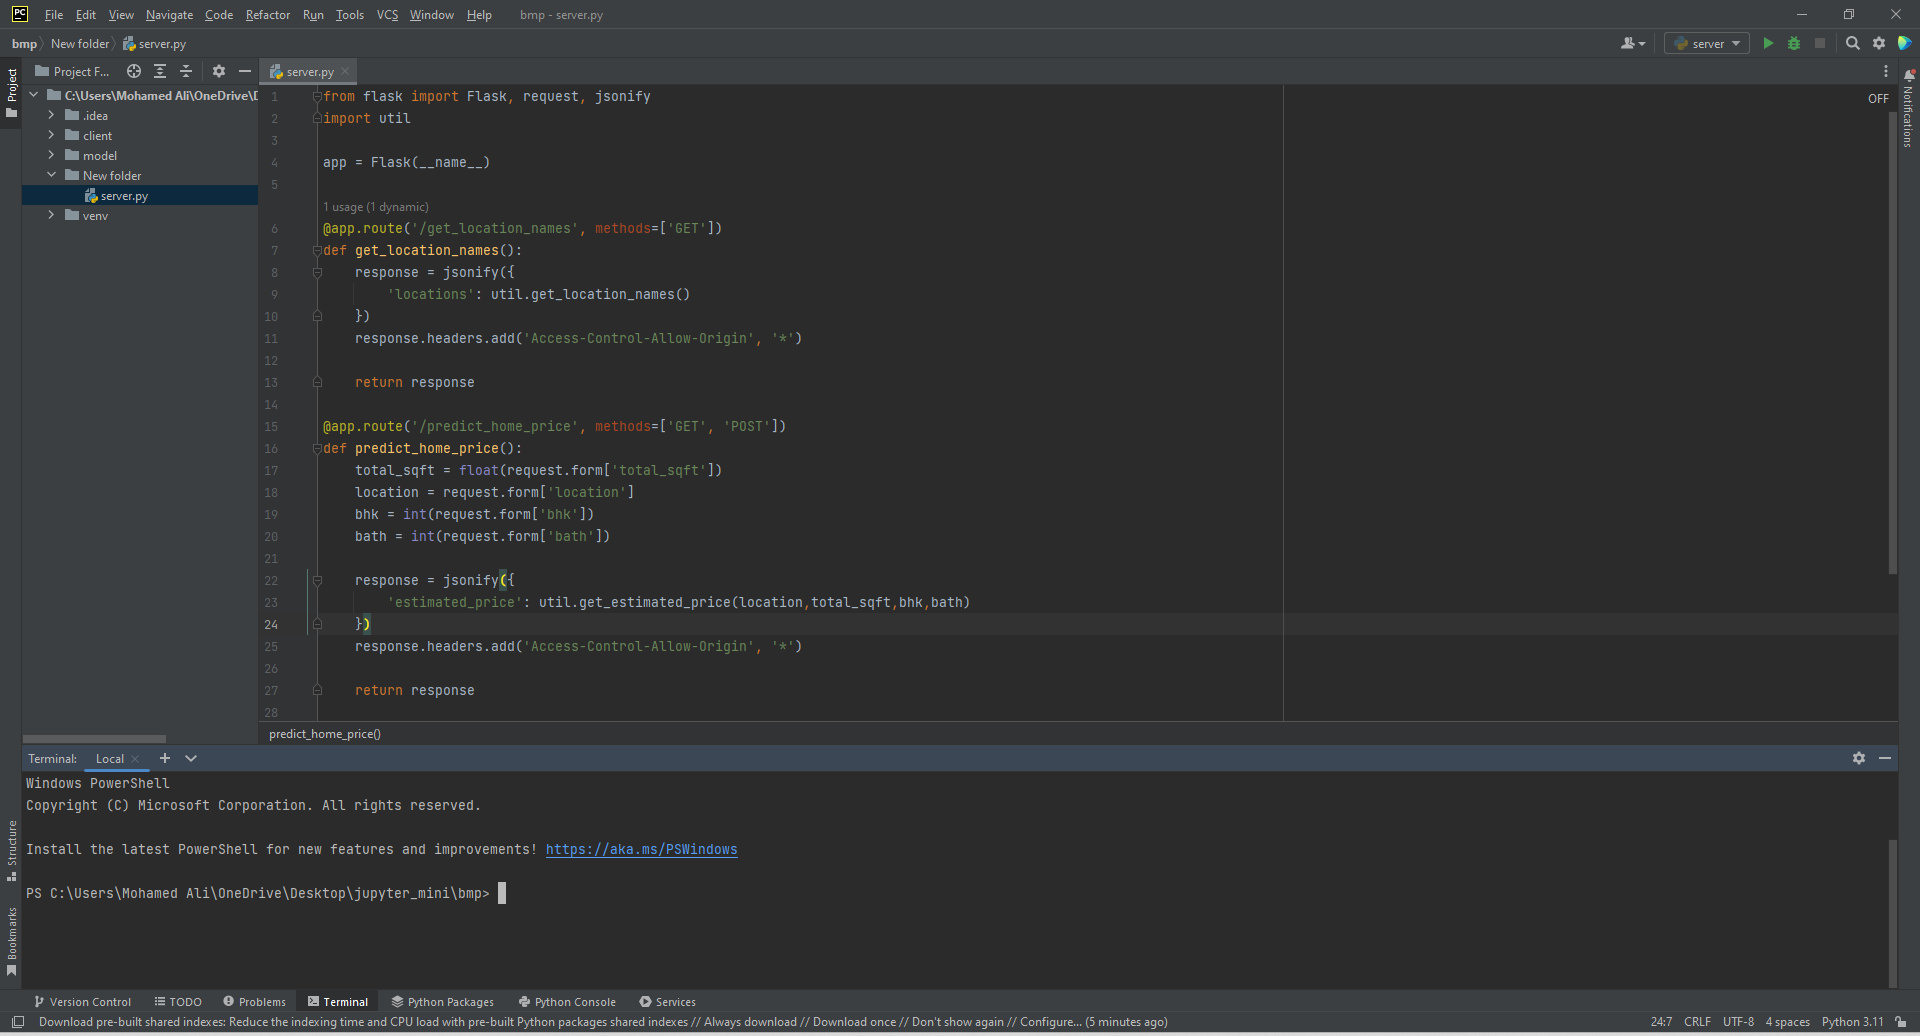 PC File Edit View Navigate Code Refactor Run Tools VCS Window Help bmp - server.py
bmp New folder server.py server
Project
Project F...
C:\Users\Mohamed Ali\OneDrive\D
.idea
client
model
New folder
server.py
venv
server.py
OFF
Notifications
1 from flask import Flask, request, jsonify
2 import util
3
4 app = Flask(__name__)
5
1 usage (1 dynamic)
6 @app.route('/get_location_names', methods=['GET'])
7 def get_location_names():
8 response = jsonify({
9 'locations': util.get_location_names()
10 })
11 response.headers.add('Access-Control-Allow-Origin', '*')
12
13 return response
14
15 @app.route('/predict_home_price', methods=['GET', 'POST'])
16 def predict_home_price():
17 total_sqft = float(request.form['total_sqft'])
18 location = request.form['location']
19 bhk = int(request.form['bhk'])
20 bath = int(request.form['bath'])
21
22 response = jsonify({
23 'estimated_price': util.get_estimated_price(location,total_sqft,bhk,bath)
24 })
25 response.headers.add('Access-Control-Allow-Origin', '*')
26
27 return response
28
predict_home_price()
Terminal: Local
Windows PowerShell
Copyright (C) Microsoft Corporation. All rights reserved.
Install the latest PowerShell for new features and improvements! https://aka.ms/PSWindows
PS C:\Users\Mohamed Ali\OneDrive\Desktop\jupyter_mini\bmp>
Structure
Bookmarks
Version Control TODO Problems Terminal Python Packages Python Console Services
Download pre-built shared indexes: Reduce the indexing time and CPU load with pre-built Python packages shared indexes // Always download // Download once // Don't show again // Configure... (5 minutes ago) 24:7 CRLF UTF-8 4 spaces Python 3.11